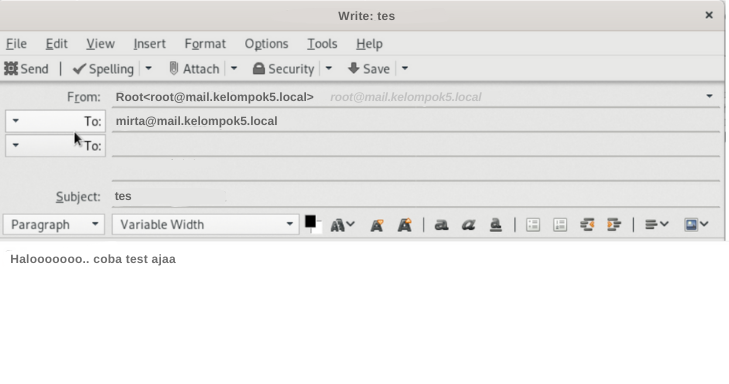 Write: tes ×
File Edit View Insert Format Options Tools Help
Send | Spelling Attach Security Save
From: Root<root@mail.kelompok5.local> root@mail.kelompok5.local
To: mirta@mail.kelompok5.local
To:
Subject: tes
Paragraph Variable Width
Halooooooo.. coba test ajaa